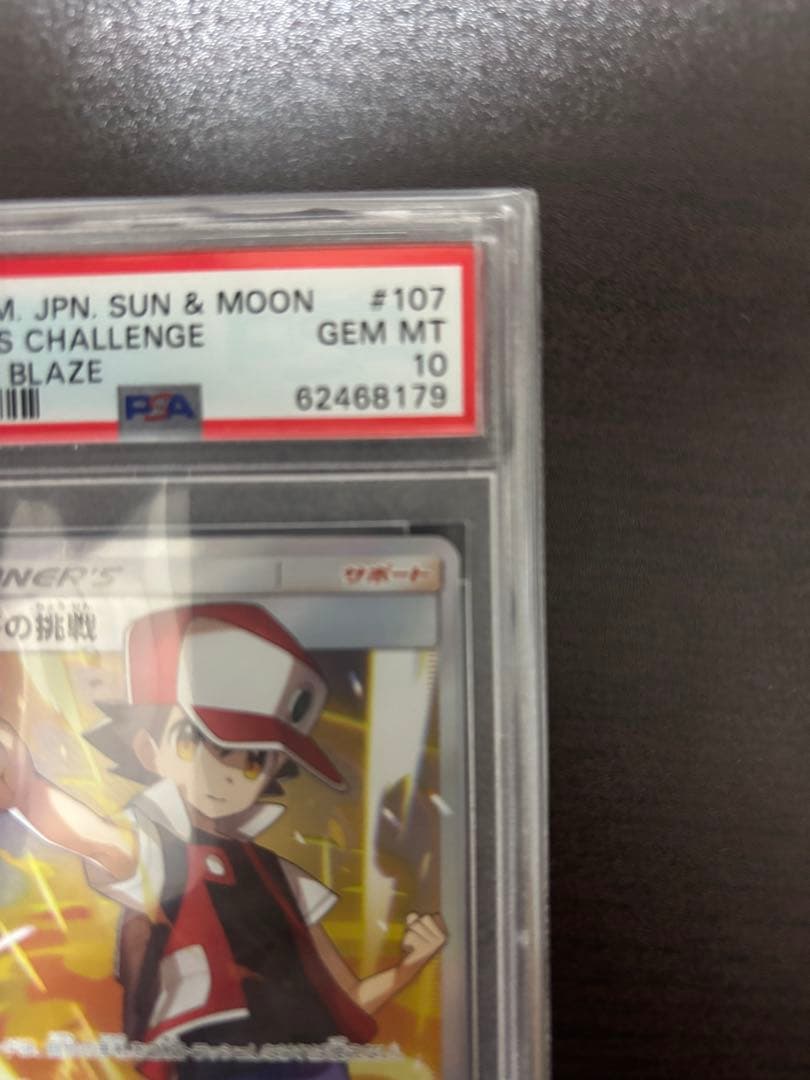 M. JPN. SUN & MOON #107
S CHALLENGE GEM MT
BLAZE 10
PSA 62468179
NER'S サポート
の挑戦